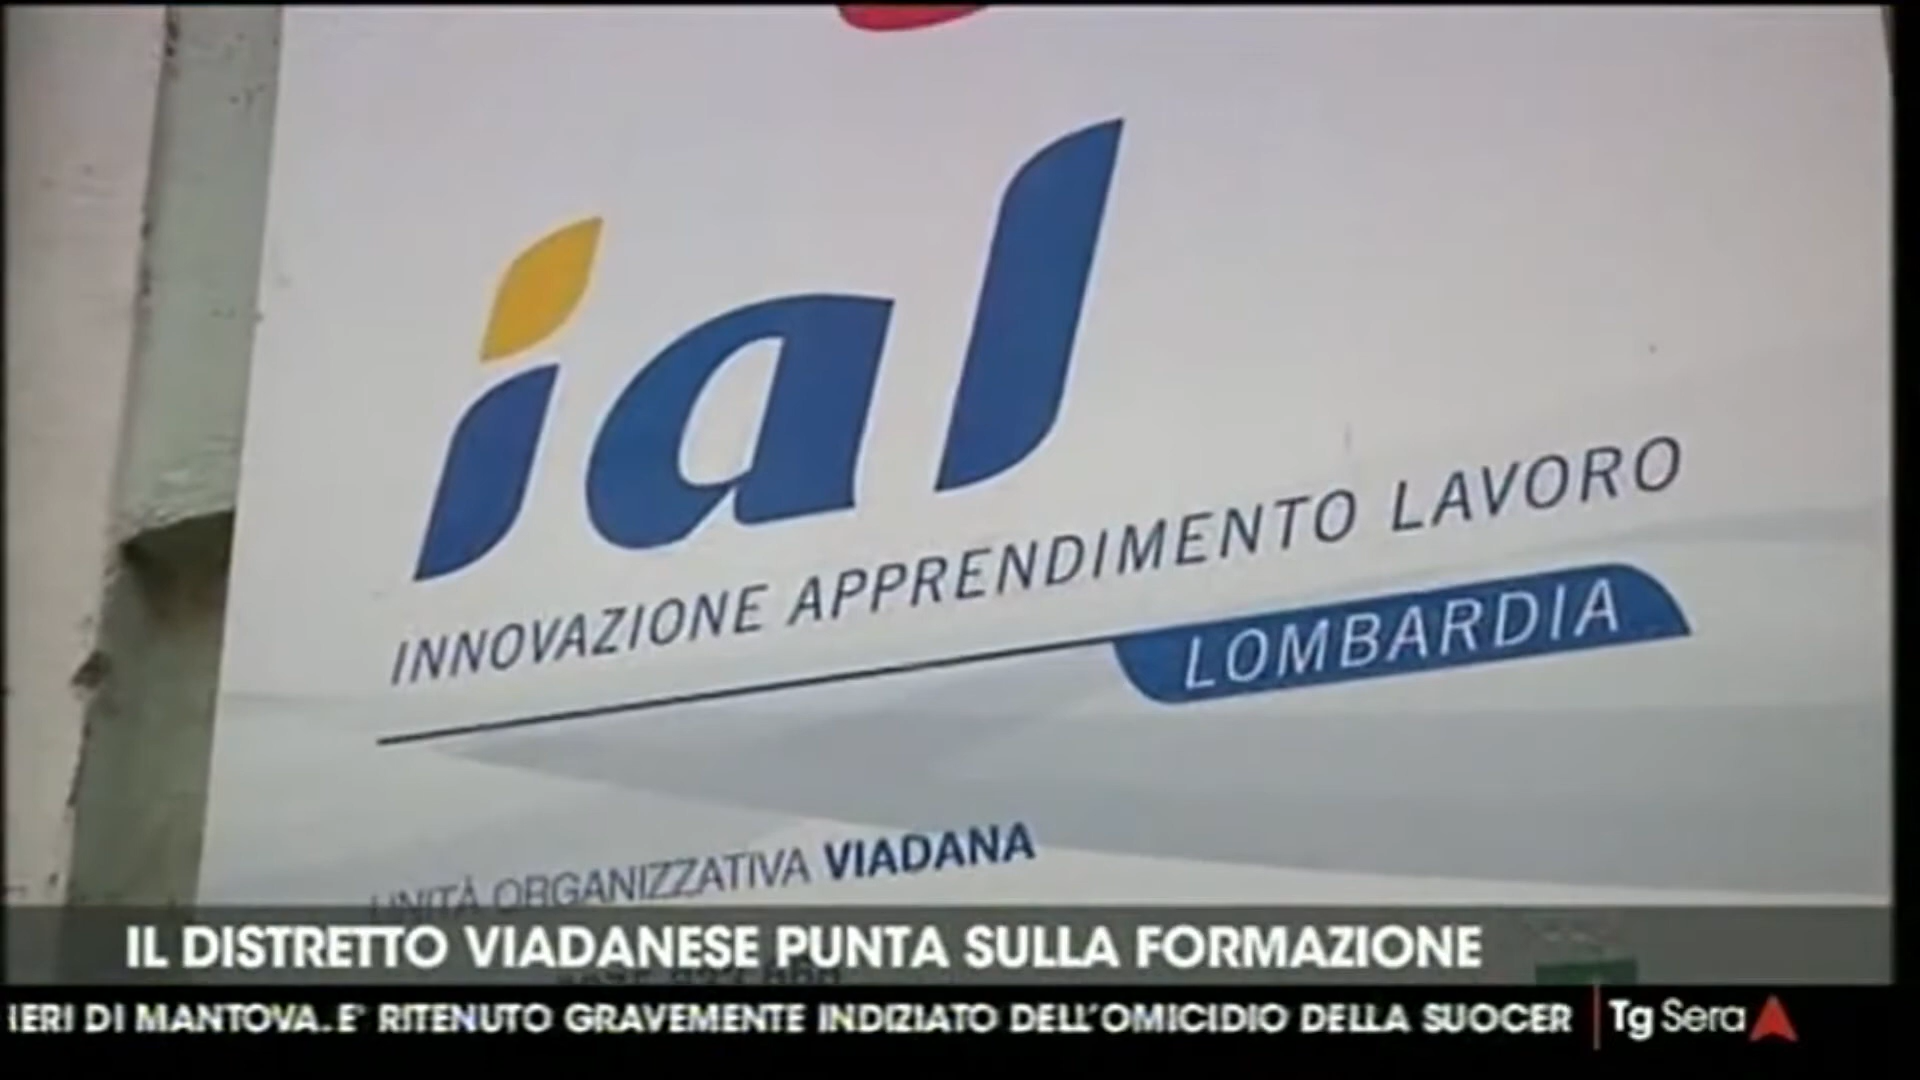 ial
INNOVAZIONE APPRENDIMENTO LAVORO
LOMBARDIA
UNITÀ ORGANIZZATIVA VIADANA
IL DISTRETTO VIADANESE PUNTA SULLA FORMAZIONE
IERI DI MANTOVA. E' RITENUTO GRAVEMENTE INDIZIATO DELL'OMICIDIO DELLA SUOCER
Tg Sera